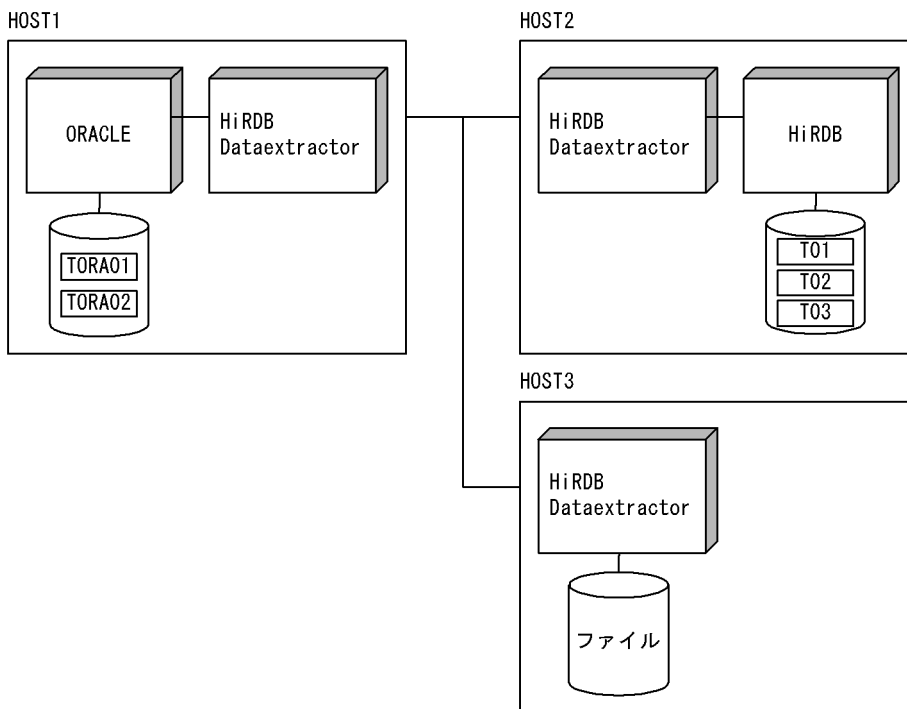 HOST1
ORACLE
HiRDB
Dataextractor
TORA01
TORA02
HOST2
HiRDB
Dataextractor
HiRDB
T01
T02
T03
HOST3
HiRDB
Dataextractor
ファイル